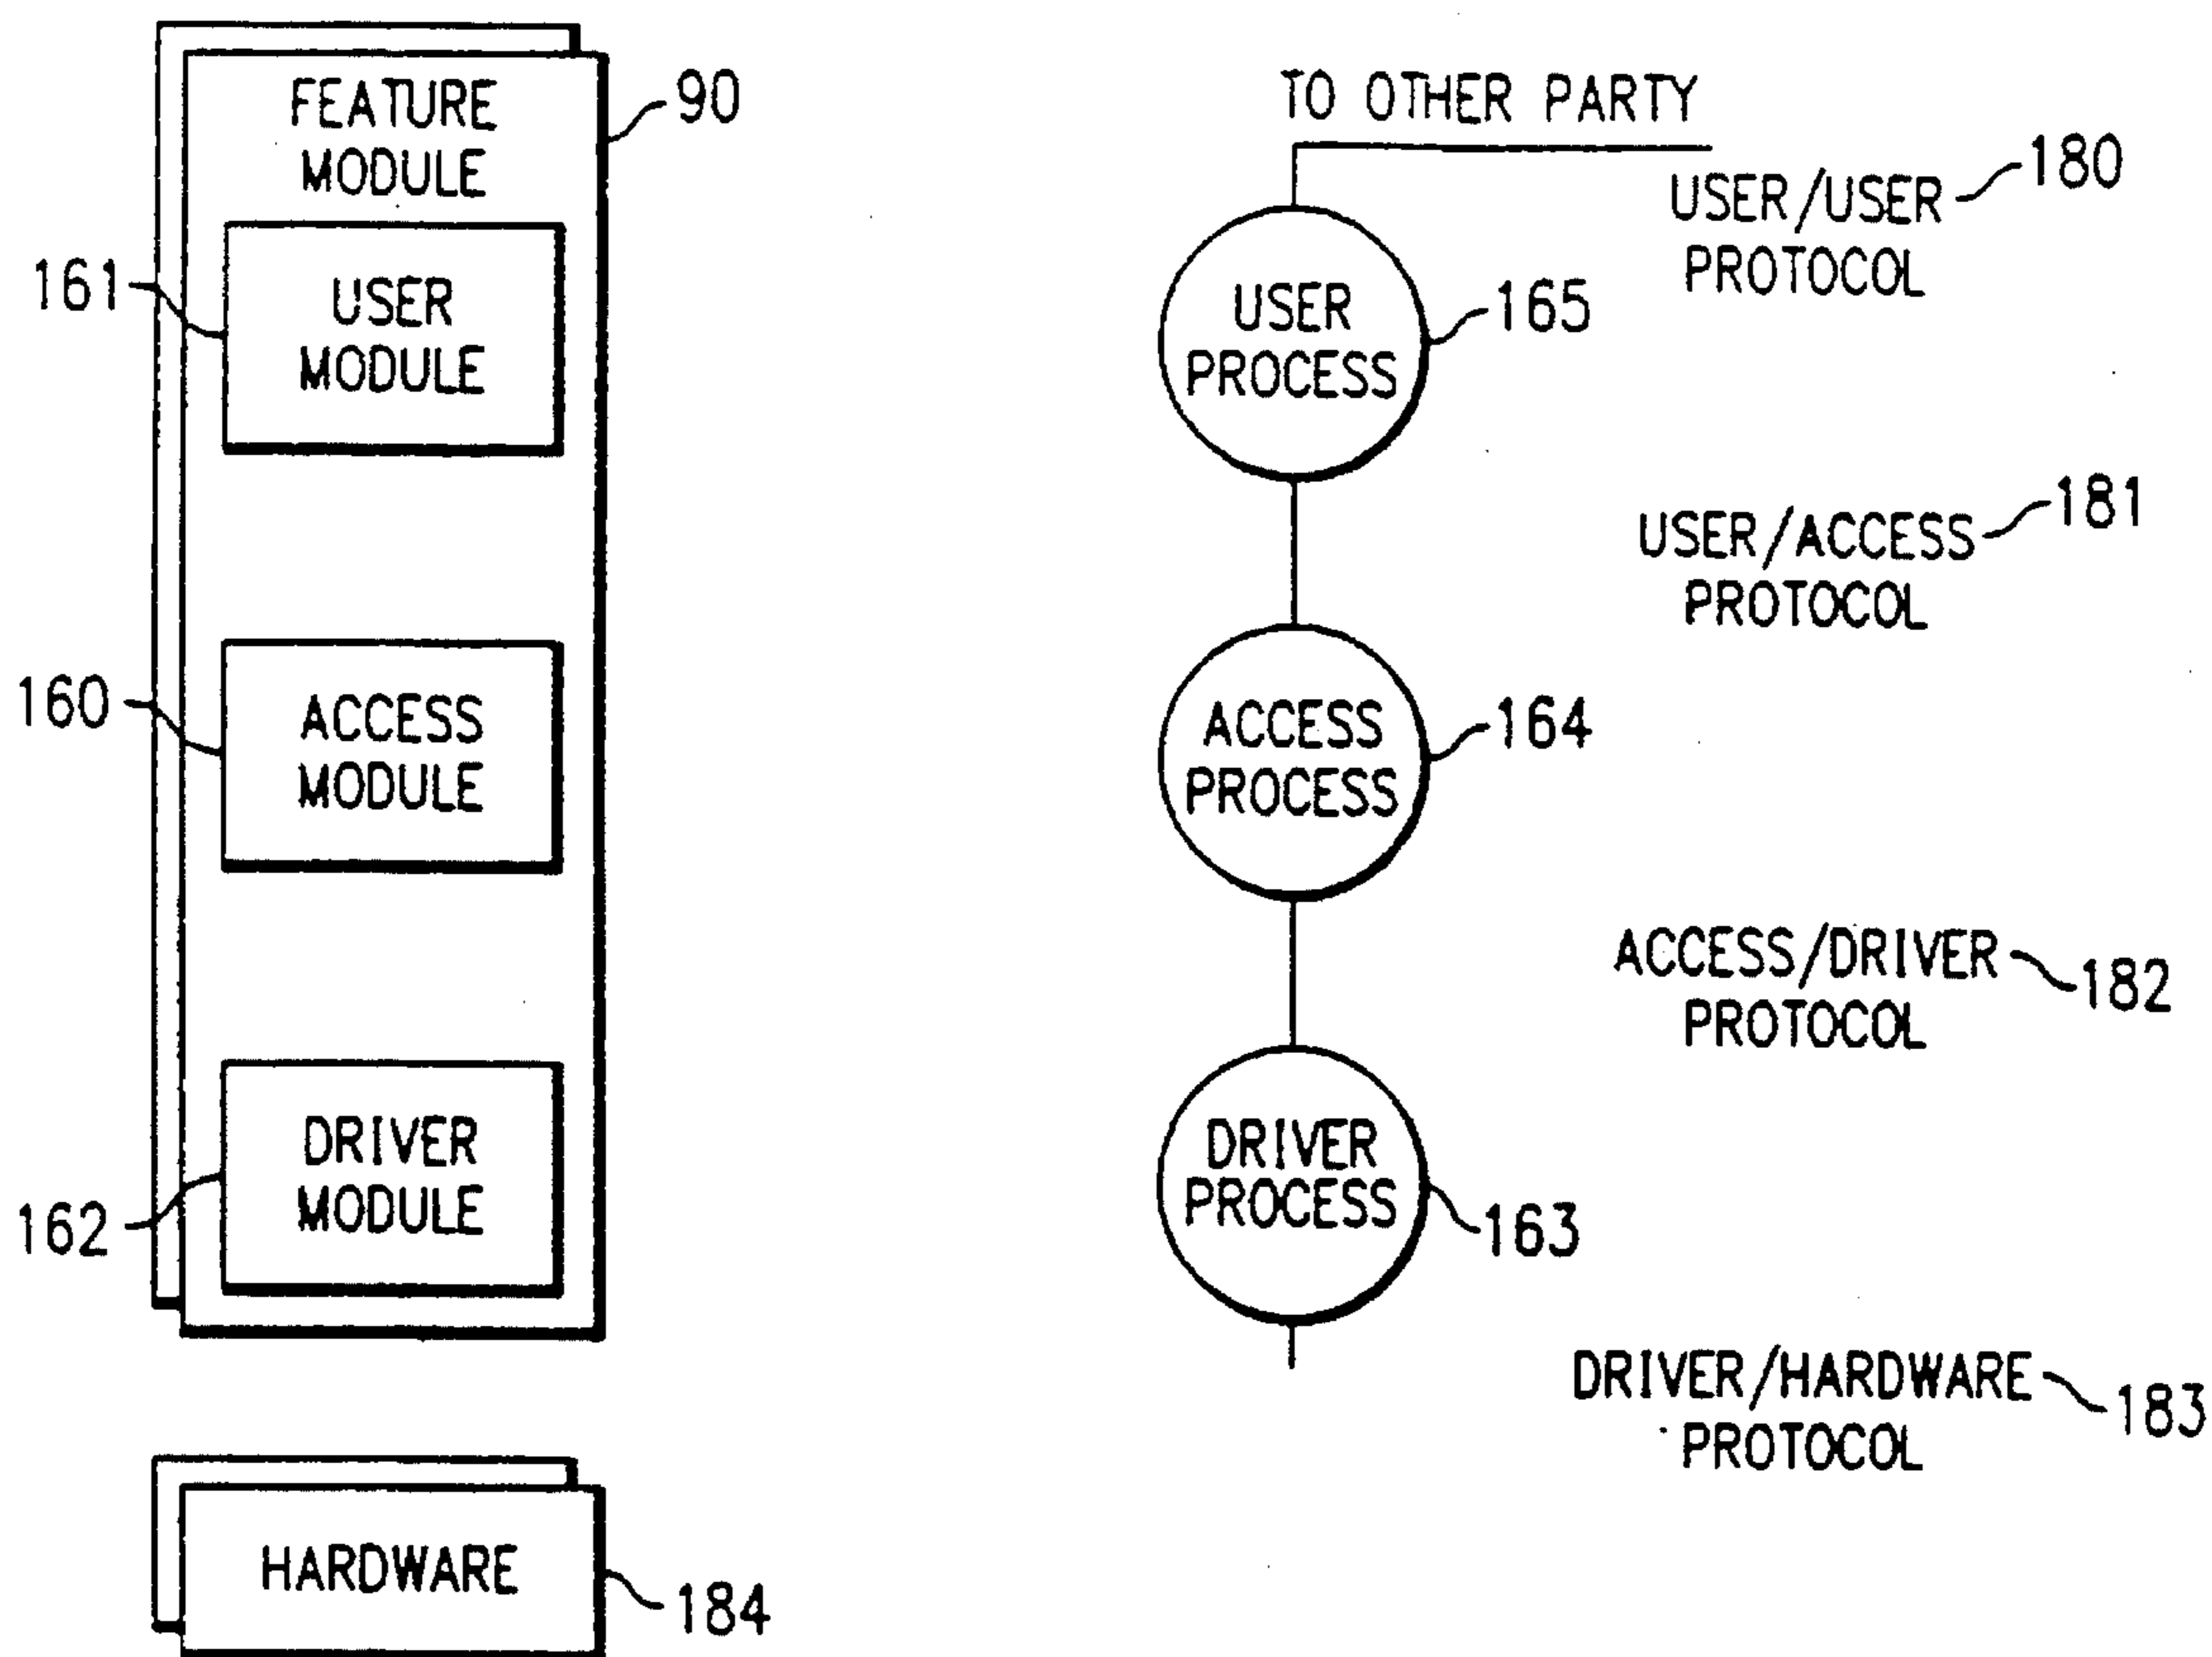 FEATURE
MODULE
90
161
USER
MODULE
160
ACCESS
MODULE
162
DRIVER
MODULE
HARDWARE
184
TO OTHER PARTY
USER/USER
PROTOCOL
180
USER
PROCESS
165
USER/ACCESS
PROTOCOL
181
ACCESS
PROCESS
164
ACCESS/DRIVER
PROTOCOL
182
DRIVER
PROCESS
163
DRIVER/HARDWARE
PROTOCOL
183